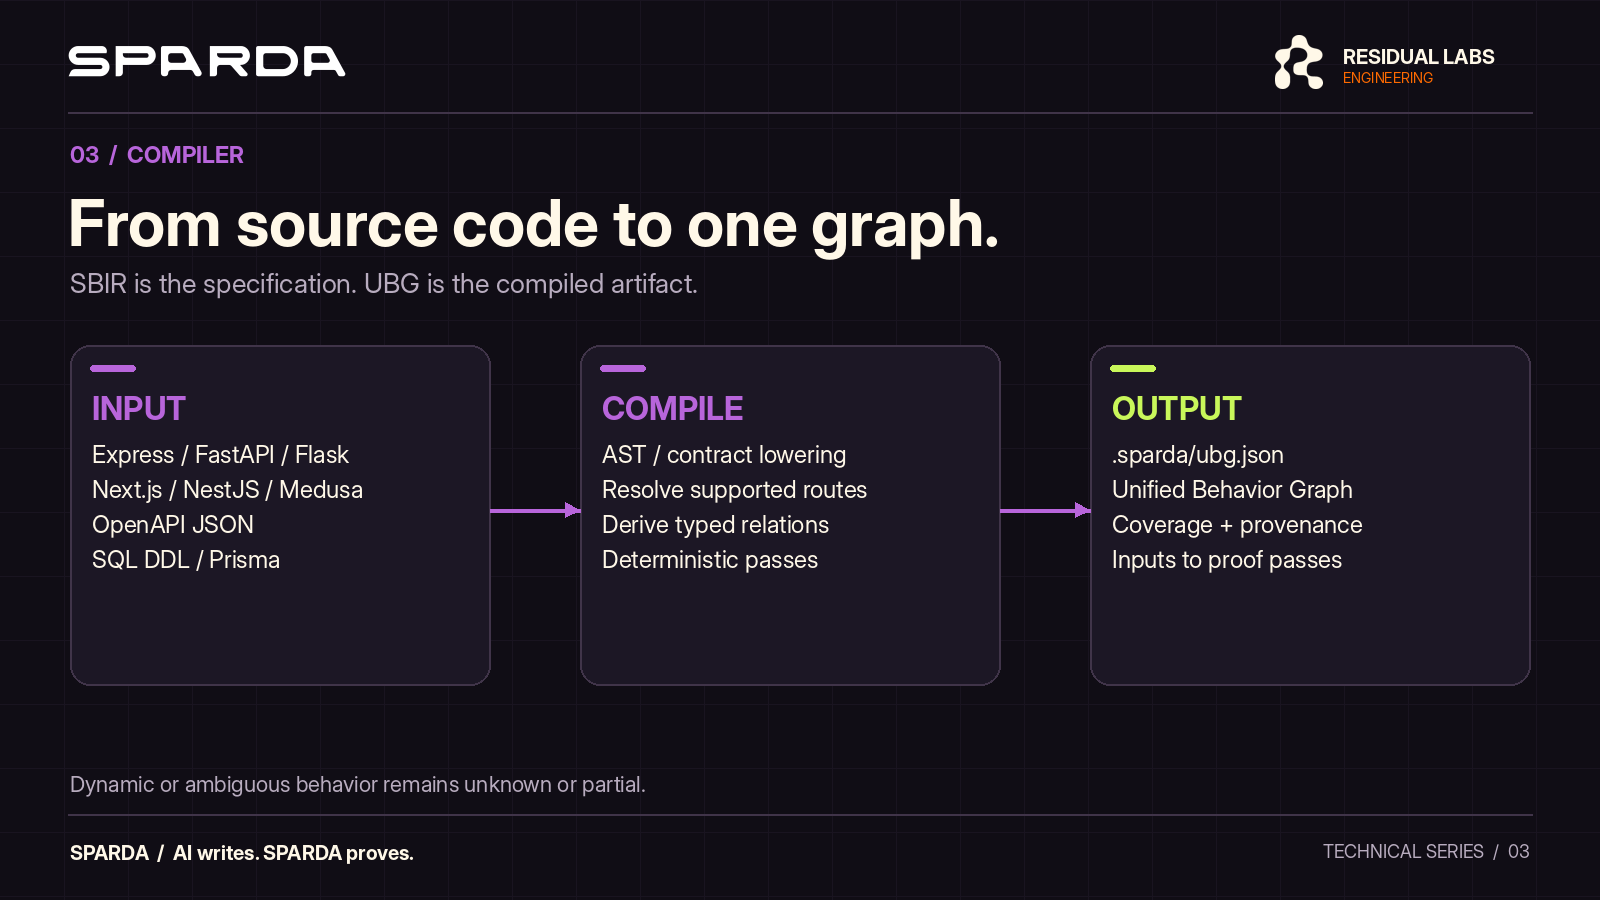 SPARDA
RESIDUAL LABS
ENGINEERING
03 / COMPILER
From source code to one graph.
SBIR is the specification. UBG is the compiled artifact.
INPUT
Express / FastAPI / Flask
Next.js / NestJS / Medusa
OpenAPI JSON
SQL DDL / Prisma
COMPILE
AST / contract lowering
Resolve supported routes
Derive typed relations
Deterministic passes
OUTPUT
.sparda/ubg.json
Unified Behavior Graph
Coverage + provenance
Inputs to proof passes
Dynamic or ambiguous behavior remains unknown or partial.
SPARDA / AI writes. SPARDA proves.
TECHNICAL SERIES / 03